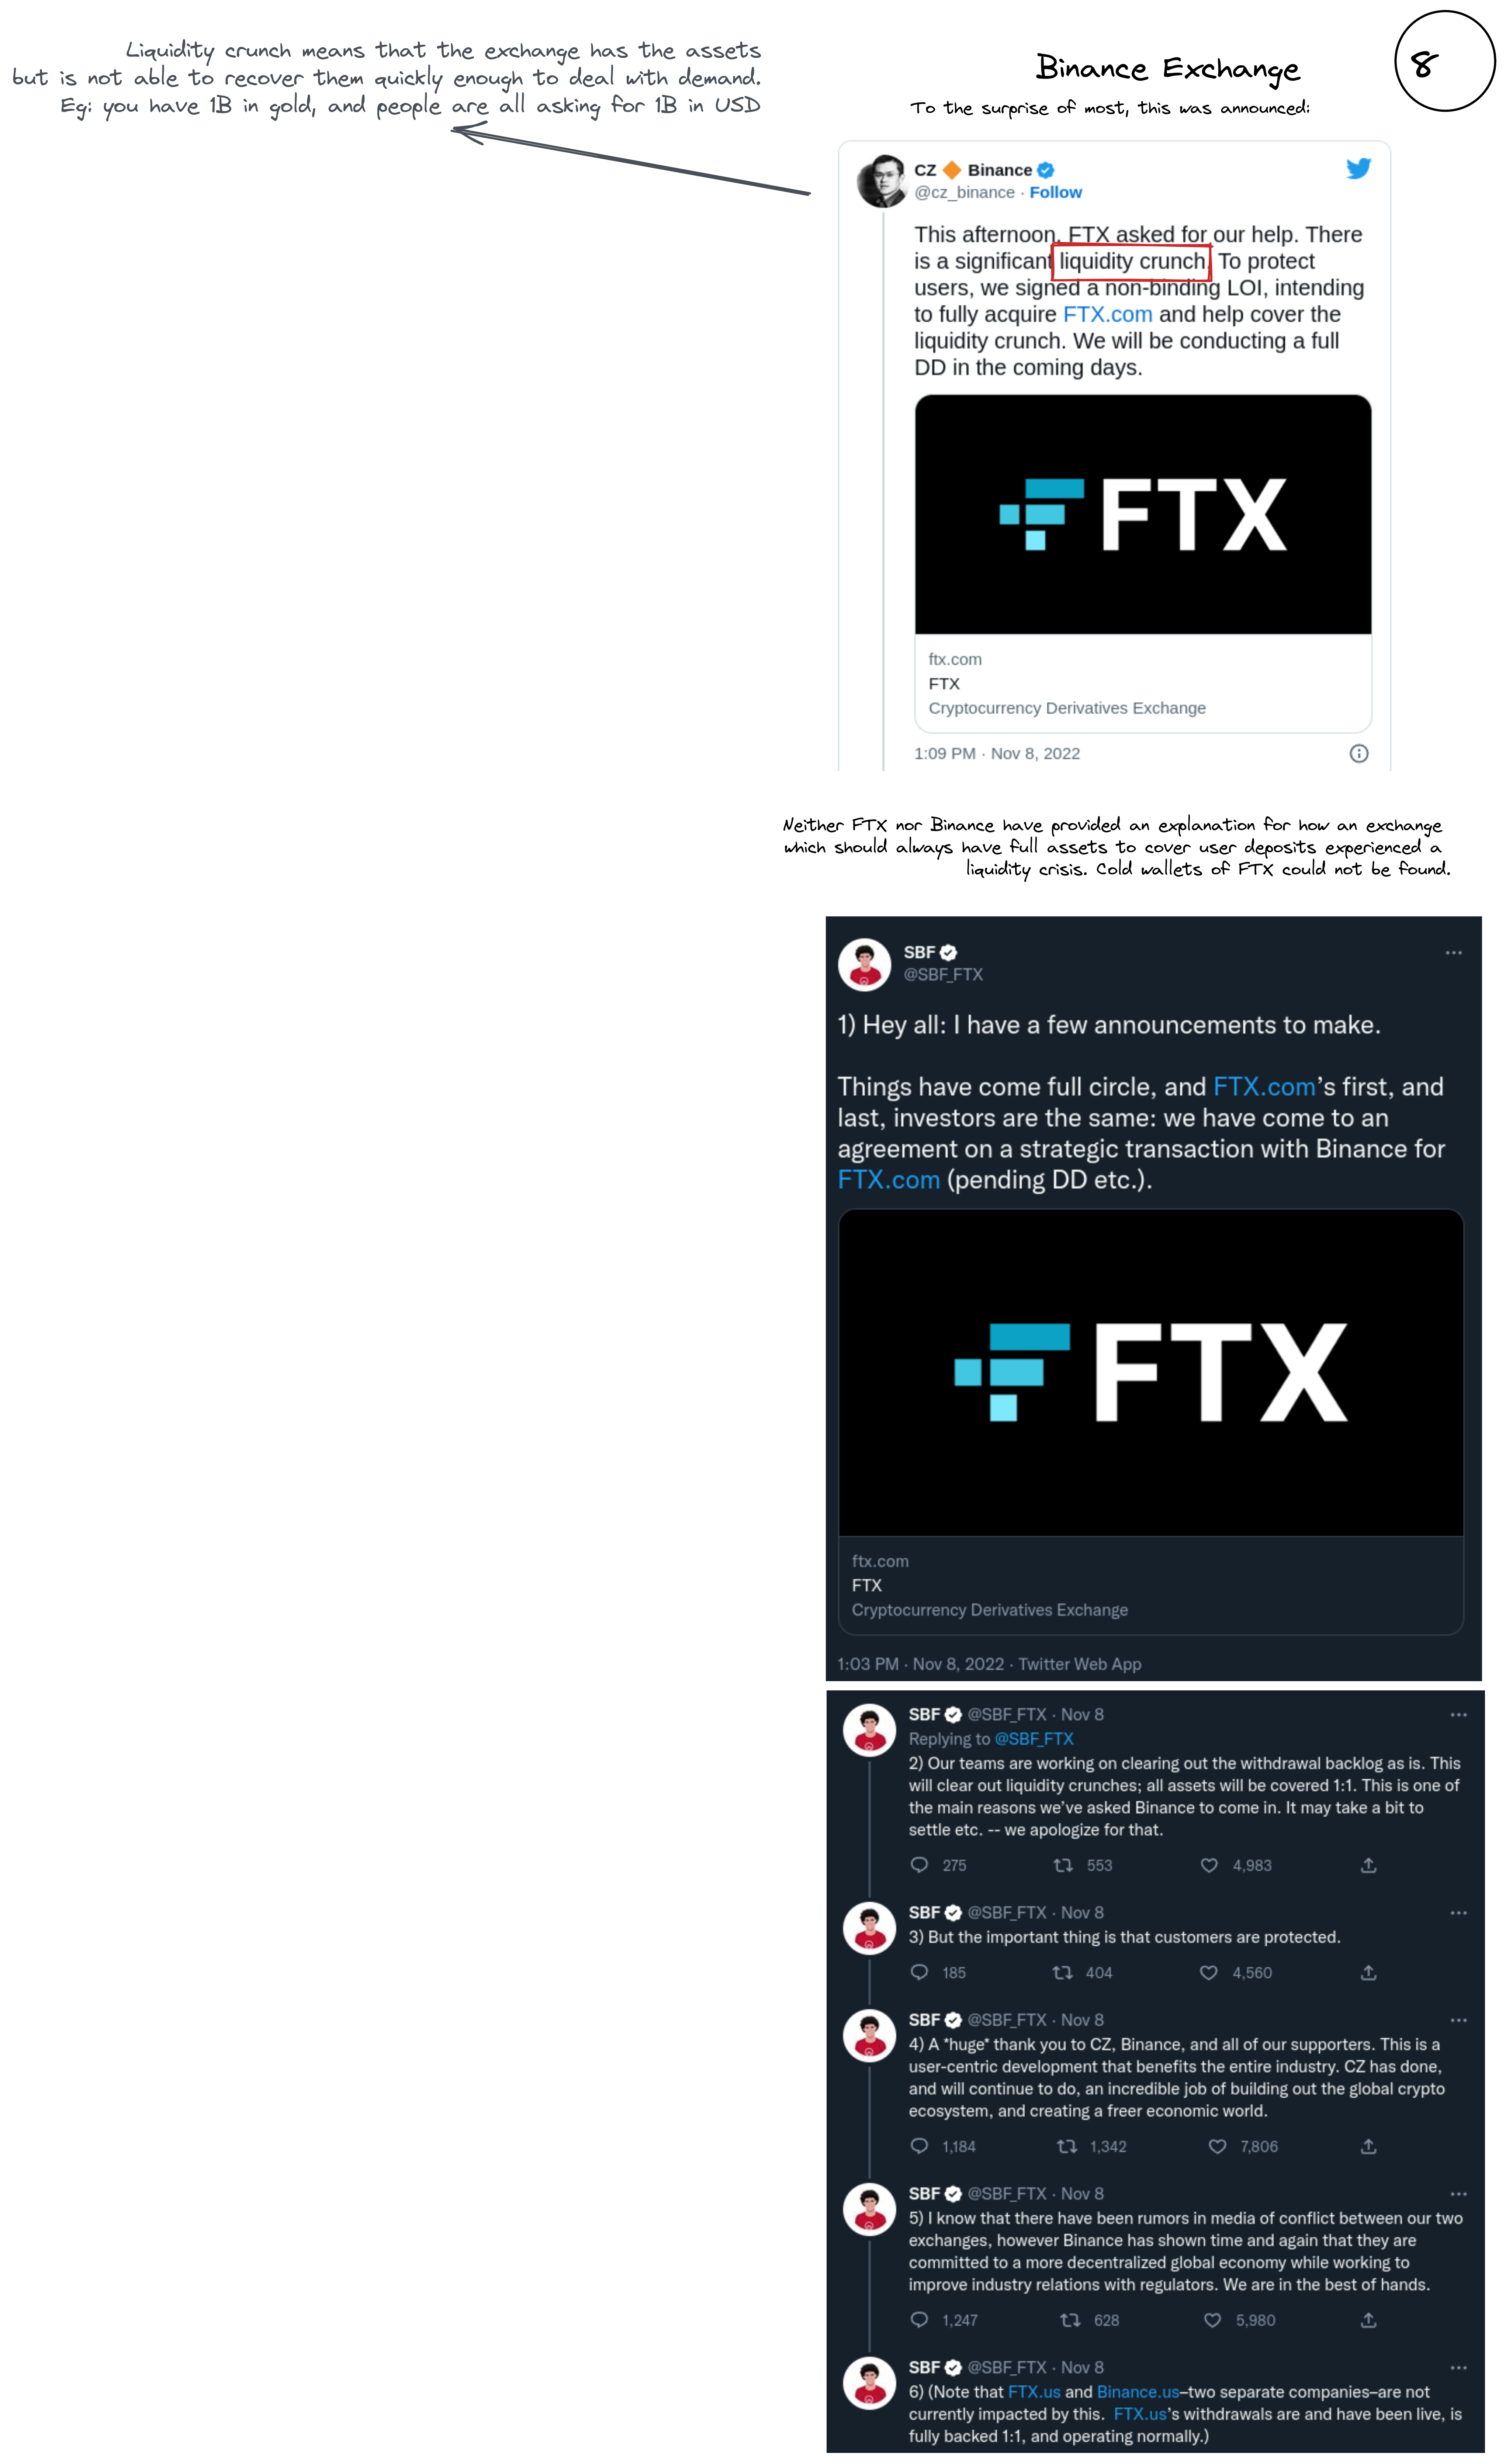 Liquidity crunch means that the exchange has the assets
but is not able to recover them quickly enough to deal with demand.
Eg: you have 1B in gold, and people are all asking for 1B in USD
Binance Exchange
8
To the surprise of most, this was announced:
CZ 🔶 Binance
@cz_binance · Follow
This afternoon, FTX asked for our help. There
is a significant liquidity crunch. To protect
users, we signed a non-binding LOI, intending
to fully acquire FTX.com and help cover the
liquidity crunch. We will be conducting a full
DD in the coming days.
FTX
ftx.com
FTX
Cryptocurrency Derivatives Exchange
1:09 PM · Nov 8, 2022
Neither FTX nor Binance have provided an explanation for how an exchange
which should always have full assets to cover user deposits experienced a
liquidity crisis. Cold wallets of FTX could not be found.
SBF
@SBF_FTX
1) Hey all: I have a few announcements to make.
Things have come full circle, and FTX.com’s first, and
last, investors are the same: we have come to an
agreement on a strategic transaction with Binance for
FTX.com (pending DD etc.).
FTX
ftx.com
FTX
Cryptocurrency Derivatives Exchange
1:03 PM · Nov 8, 2022 · Twitter Web App
SBF @SBF_FTX · Nov 8
Replying to @SBF_FTX
2) Our teams are working on clearing out the withdrawal backlog as is. This
will clear out liquidity crunches; all assets will be covered 1:1. This is one of
the main reasons we’ve asked Binance to come in. It may take a bit to
settle etc. -- we apologize for that.
275 553 4,983
SBF @SBF_FTX · Nov 8
3) But the important thing is that customers are protected.
185 404 4,560
SBF @SBF_FTX · Nov 8
4) A *huge* thank you to CZ, Binance, and all of our supporters. This is a
user-centric development that benefits the entire industry. CZ has done,
and will continue to do, an incredible job of building out the global crypto
ecosystem, and creating a freer economic world.
1,184 1,342 7,806
SBF @SBF_FTX · Nov 8
5) I know that there have been rumors in media of conflict between our two
exchanges, however Binance has shown time and again that they are
committed to a more decentralized global economy while working to
improve industry relations with regulators. We are in the best of hands.
1,247 628 5,980
SBF @SBF_FTX · Nov 8
6) (Note that FTX.us and Binance.us–two separate companies–are not
currently impacted by this. FTX.us’s withdrawals are and have been live, is
fully backed 1:1, and operating normally.)